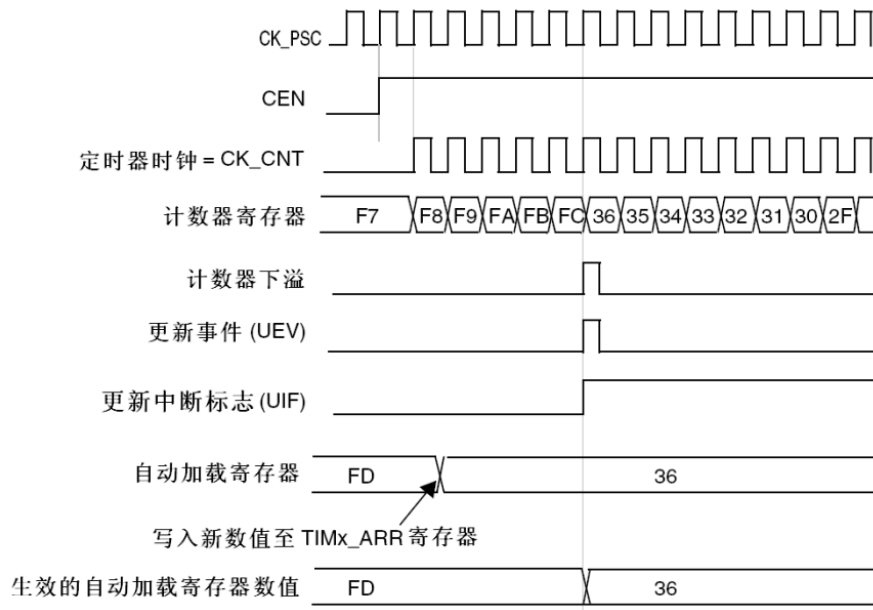 CK_PSC
CEN
定时器时钟 = CK_CNT
计数器寄存器 F7 F8 F9 FA FB FC 36 35 34 33 32 31 30 2F
计数器下溢
更新事件 (UEV)
更新中断标志 (UIF)
自动加载寄存器 FD 36
写入新数值至 TIMx_ARR 寄存器
生效的自动加载寄存器数值 FD 36